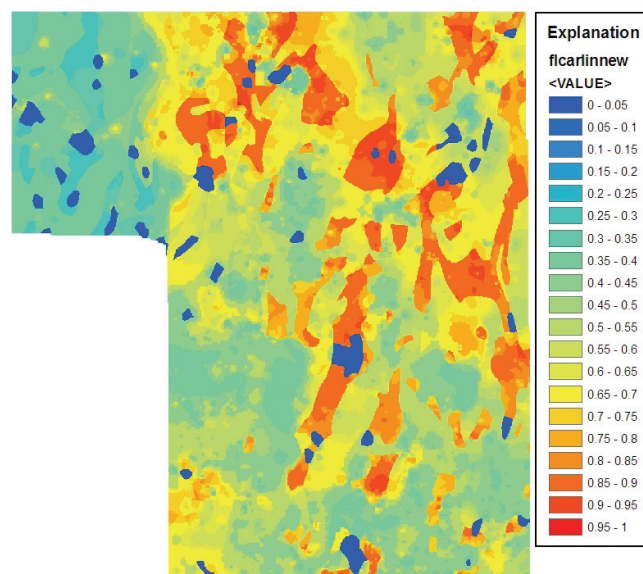 Explanation
flcarlinnew
<VALUE>
0 - 0.05
0.05 - 0.1
0.1 - 0.15
0.15 - 0.2
0.2 - 0.25
0.25 - 0.3
0.3 - 0.35
0.35 - 0.4
0.4 - 0.45
0.45 - 0.5
0.5 - 0.55
0.55 - 0.6
0.6 - 0.65
0.65 - 0.7
0.7 - 0.75
0.75 - 0.8
0.8 - 0.85
0.85 - 0.9
0.9 - 0.95
0.95 - 1